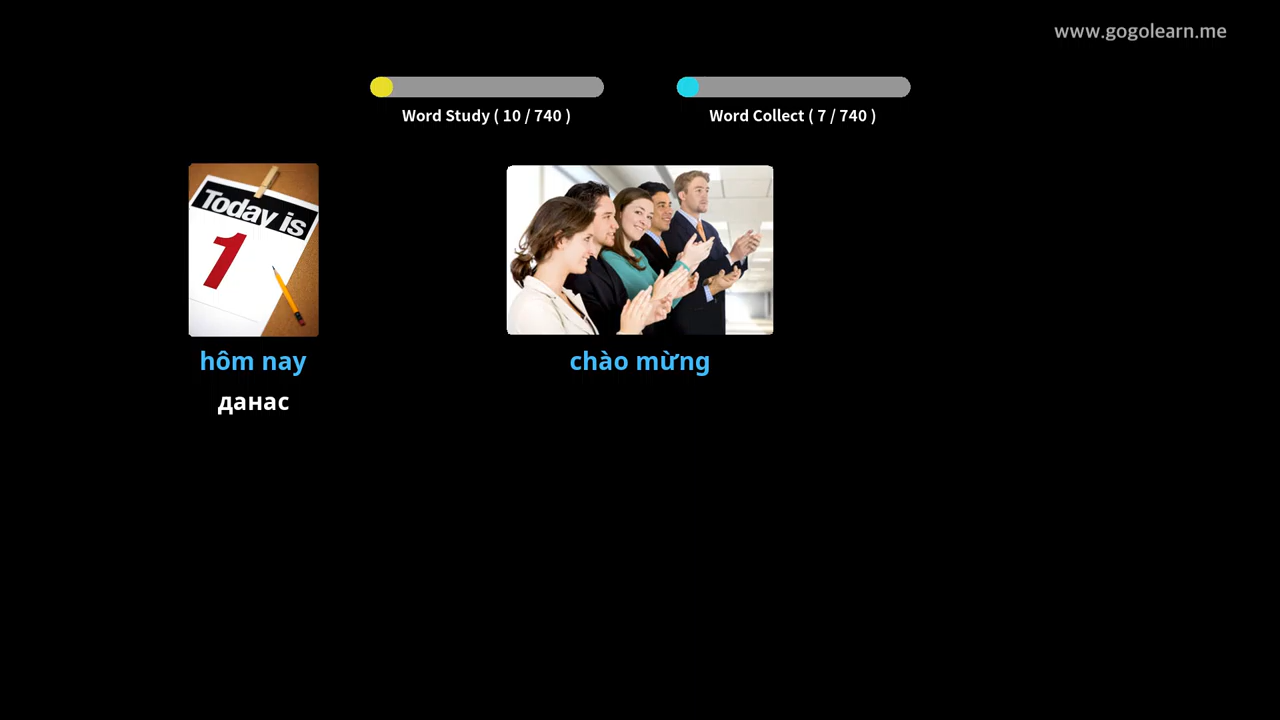 www.gogolearn.me
Word Study ( 10 / 740 )
Word Collect ( 7 / 740 )
Today is
1
hôm nay
chào mừng
данас